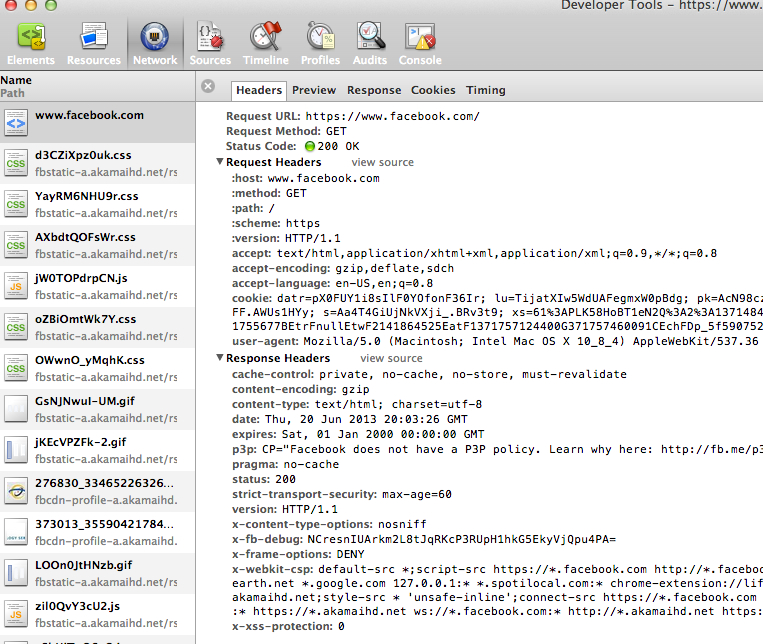 Developer Tools - https://www.
Elements Resources Network Sources Timeline Profiles Audits Console
Name
Path
Headers Preview Response Cookies Timing
www.facebook.com
d3CZiXpz0uk.css
fbstatic-a.akamaihd.net/rs
YayRM6NHU9r.css
fbstatic-a.akamaihd.net/rs
AXbdtQOFsWr.css
fbstatic-a.akamaihd.net/rs
jW0TOPdrpCN.js
fbstatic-a.akamaihd.net/rs
oZBiOmtWk7Y.css
fbstatic-a.akamaihd.net/rs
OWwnO_yMqhK.css
fbstatic-a.akamaihd.net/rs
GsNJNwuI-UM.gif
fbstatic-a.akamaihd.net/rs
jKEcVPZFk-2.gif
fbstatic-a.akamaihd.net/rs
276830_33465226326...
fbcdn-profile-a.akamaihd.
373013_35590421784...
fbcdn-profile-a.akamaihd.
LOOn0JtHNzb.gif
fbstatic-a.akamaihd.net/rs
zil0QvY3cU2.js
fbstatic-a.akamaihd.net/rs
Request URL: https://www.facebook.com/
Request Method: GET
Status Code: 200 OK
Request Headers view source
:host: www.facebook.com
:method: GET
:path: /
:scheme: https
:version: HTTP/1.1
accept: text/html,application/xhtml+xml,application/xml;q=0.9,*/*;q=0.8
accept-encoding: gzip,deflate,sdch
accept-language: en-US,en;q=0.8
cookie: datr=pX0FUY1i8sIlF0YOfonF36Ir; lu=TijatXIw5WdUAFegmxW0pBdg; pk=AcN98cz
FF.AWUs1HYy; s=Aa4T4GiUjNkVXji_.BRv3t9; xs=61%3APLK58HoBT1eN2Q%3A2%3A1371484
1755677BEtrFnullEtwF2141864525EatF1371757124400G371757460091CEchFDp_5f590752
user-agent: Mozilla/5.0 (Macintosh; Intel Mac OS X 10_8_4) AppleWebKit/537.36
Response Headers view source
cache-control: private, no-cache, no-store, must-revalidate
content-encoding: gzip
content-type: text/html; charset=utf-8
date: Thu, 20 Jun 2013 20:03:26 GMT
expires: Sat, 01 Jan 2000 00:00:00 GMT
p3p: CP="Facebook does not have a P3P policy. Learn why here: http://fb.me/p3
pragma: no-cache
status: 200
strict-transport-security: max-age=60
version: HTTP/1.1
x-content-type-options: nosniff
x-fb-debug: NCresnIUArkm2L8tJqRKcP3RUpH1hkG5EkyVjQpu4PA=
x-frame-options: DENY
x-webkit-csp: default-src *;script-src https://*.facebook.com http://*.facebo
earth.net *.google.com 127.0.0.1:* *.spotilocal.com:* chrome-extension://lif
akamaihd.net;style-src * 'unsafe-inline';connect-src https://*.facebook.com
:* https://*.akamaihd.net ws://*.facebook.com:* http://*.akamaihd.net https:
x-xss-protection: 0